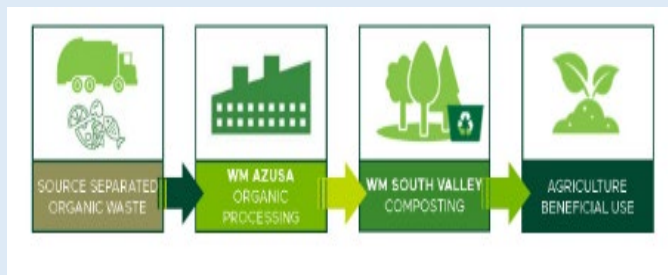 SOURCE SEPARATED
ORGANIC WASTE
WM AZUSA
ORGANIC
PROCESSING
WM SOUTH VALLEY
COMPOSTING
AGRICULTURE
BENEFICIAL USE